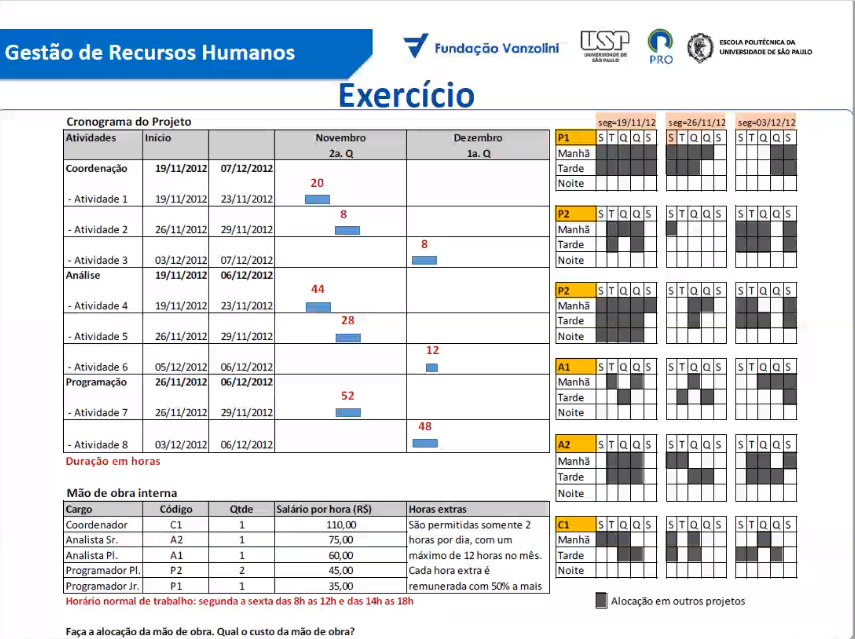 Gestão de Recursos Humanos
Fundação Vanzolini
USP
UNIVERSIDADE DE
SÃO PAULO
PRO
ESCOLA POLITÉCNICA DA
UNIVERSIDADE DE SÃO PAULO
Exercício
Cronograma do Projeto
Atividades Início Novembro Dezembro
2a. Q 1a. Q
Coordenação 19/11/2012 07/12/2012
20
- Atividade 1 19/11/2012 23/11/2012
8
- Atividade 2 26/11/2012 29/11/2012
8
- Atividade 3 03/12/2012 07/12/2012
Análise 19/11/2012 06/12/2012
44
- Atividade 4 19/11/2012 23/11/2012
28
- Atividade 5 26/11/2012 29/11/2012
12
- Atividade 6 05/12/2012 06/12/2012
Programação 26/11/2012 06/12/2012
52
- Atividade 7 26/11/2012 29/11/2012
48
- Atividade 8 03/12/2012 06/12/2012
Duração em horas
seg=19/11/12 seg=26/11/12 seg=03/12/12
P1 S T Q Q S S T Q Q S S T Q Q S
Manhã
Tarde
Noite
P2 S T Q Q S S T Q Q S S T Q Q S
Manhã
Tarde
Noite
P2 S T Q Q S S T Q Q S S T Q Q S
Manhã
Tarde
Noite
A1 S T Q Q S S T Q Q S S T Q Q S
Manhã
Tarde
Noite
A2 S T Q Q S S T Q Q S S T Q Q S
Manhã
Tarde
Noite
C1 S T Q Q S S T Q Q S S T Q Q S
Manhã
Tarde
Noite
Alocação em outros projetos
Mão de obra interna
Cargo Código Qtde Salário por hora (R$) Horas extras
Coordenador C1 1 110,00 São permitidas somente 2
Analista Sr. A2 1 75,00 horas por dia, com um
Analista Pl. A1 1 60,00 máximo de 12 horas no mês.
Programador Pl. P2 2 45,00 Cada hora extra é
Programador Jr. P1 1 35,00 remunerada com 50% a mais
Horário normal de trabalho: segunda a sexta das 8h as 12h e das 14h as 18h
Faça a alocação da mão de obra. Qual o custo da mão de obra?